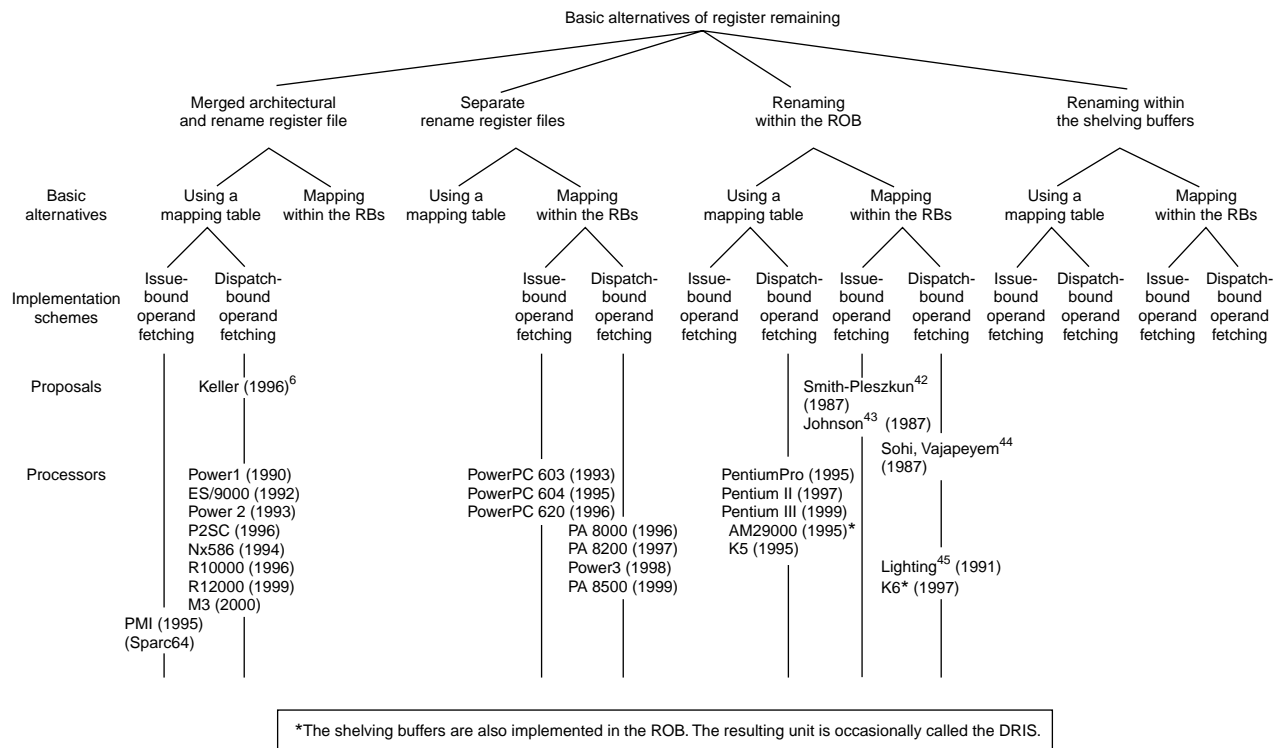 Basic alternatives of register remaining
Merged architectural
and rename register file
Separate
rename register files
Renaming
within the ROB
Renaming within
the shelving buffers
Basic
alternatives
Using a
mapping table
Mapping
within the RBs
Using a
mapping table
Mapping
within the RBs
Using a
mapping table
Mapping
within the RBs
Using a
mapping table
Mapping
within the RBs
Implementation
schemes
Issue-
bound
operand
fetching
Dispatch-
bound
operand
fetching
Issue-
bound
operand
fetching
Dispatch-
bound
operand
fetching
Issue-
bound
operand
fetching
Dispatch-
bound
operand
fetching
Issue-
bound
operand
fetching
Dispatch-
bound
operand
fetching
Issue-
bound
operand
fetching
Dispatch-
bound
operand
fetching
Issue-
bound
operand
fetching
Dispatch-
bound
operand
fetching
Proposals
Keller (1996)6
Smith-Pleszkun42
(1987)
Johnson43 (1987)
Sohi, Vajapeyem44
(1987)
Processors
Power1 (1990)
ES/9000 (1992)
Power 2 (1993)
P2SC (1996)
Nx586 (1994)
R10000 (1996)
R12000 (1999)
M3 (2000)
PMI (1995)
(Sparc64)
PowerPC 603 (1993)
PowerPC 604 (1995)
PowerPC 620 (1996)
PA 8000 (1996)
PA 8200 (1997)
Power3 (1998)
PA 8500 (1999)
PentiumPro (1995)
Pentium II (1997)
Pentium III (1999)
AM29000 (1995)*
K5 (1995)
Lighting45 (1991)
K6* (1997)
*The shelving buffers are also implemented in the ROB. The resulting unit is occasionally called the DRIS.